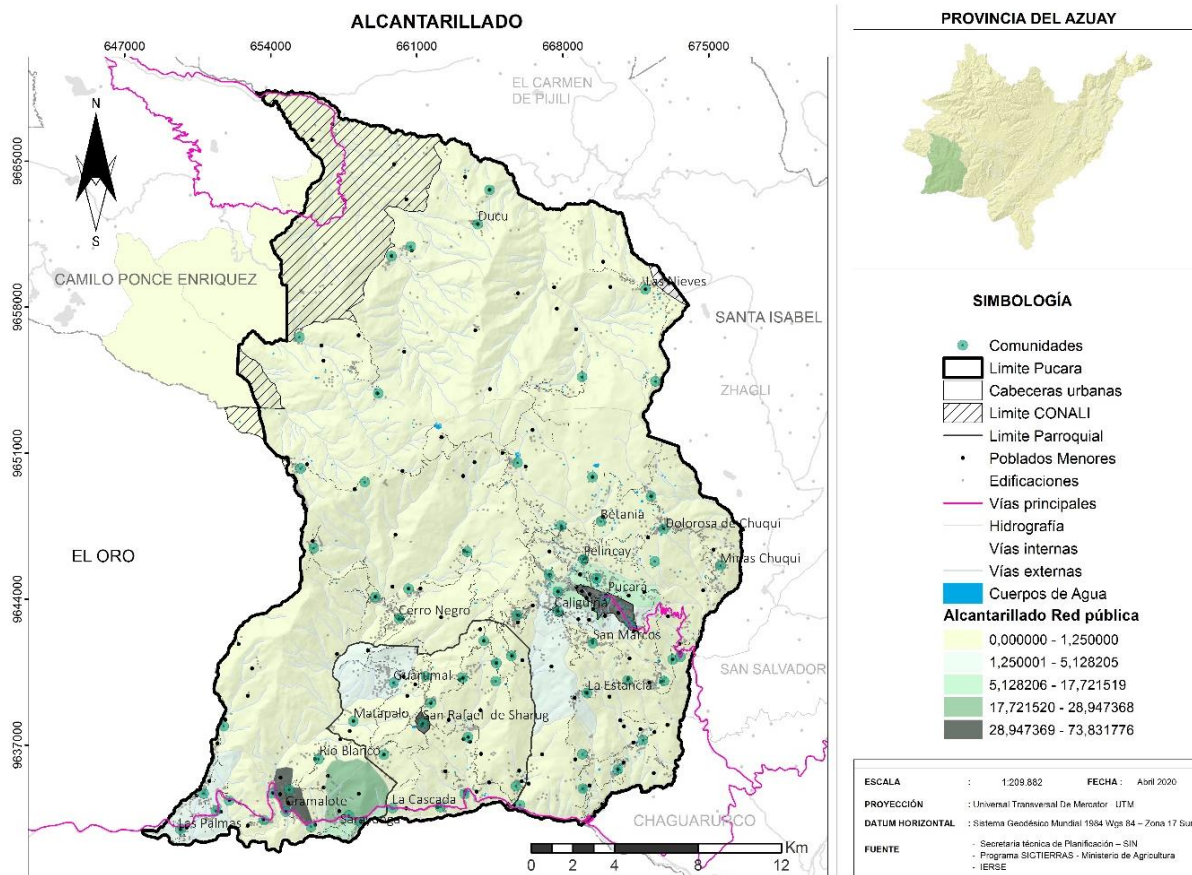 ALCANTARILLADO
647000
654000
661000
668000
675000
9665000
9658000
9651000
9644000
9637000
N
S
EL CARMEN
DE PIJILI
Ducu
CAMILO PONCE ENRIQUEZ
Las Nieves
SANTA ISABEL
ZHAGLI
EL ORO
Betania
Dolorosa de Chuqui
Pelincay
Minas Chuqui
Pucará
Caliguiña
Cerro Negro
San Marcos
SAN SALVADOR
Guarumal
La Estancia
Matapalo
San Rafael de Sharug
Rio Blanco
Gramalote
La Cascada
Sarayunga
Las Palmas
CHAGUARURCO
Km
0 2 4 8 12
PROVINCIA DEL AZUAY
SIMBOLOGÍA
Comunidades
Limite Pucara
Cabeceras urbanas
Limite CONALI
Limite Parroquial
Poblados Menores
Edificaciones
Vías principales
Hidrografía
Vías internas
Vías externas
Cuerpos de Agua
Alcantarillado Red pública
0,000000 - 1,250000
1,250001 - 5,128205
5,128206 - 17,721519
17,721520 - 28,947368
28,947369 - 73,831776
ESCALA : 1:209.882 FECHA : Abril 2020
PROYECCIÓN : Universal Transversal De Mercator UTM
DATUM HORIZONTAL : Sistema Geodésico Mundial 1984 Wgs 84 – Zona 17 Sur
FUENTE
- Secretaria técnica de Planificación – SIN
- Programa SIGTIERRAS - Ministerio de Agricultura
- IERSE